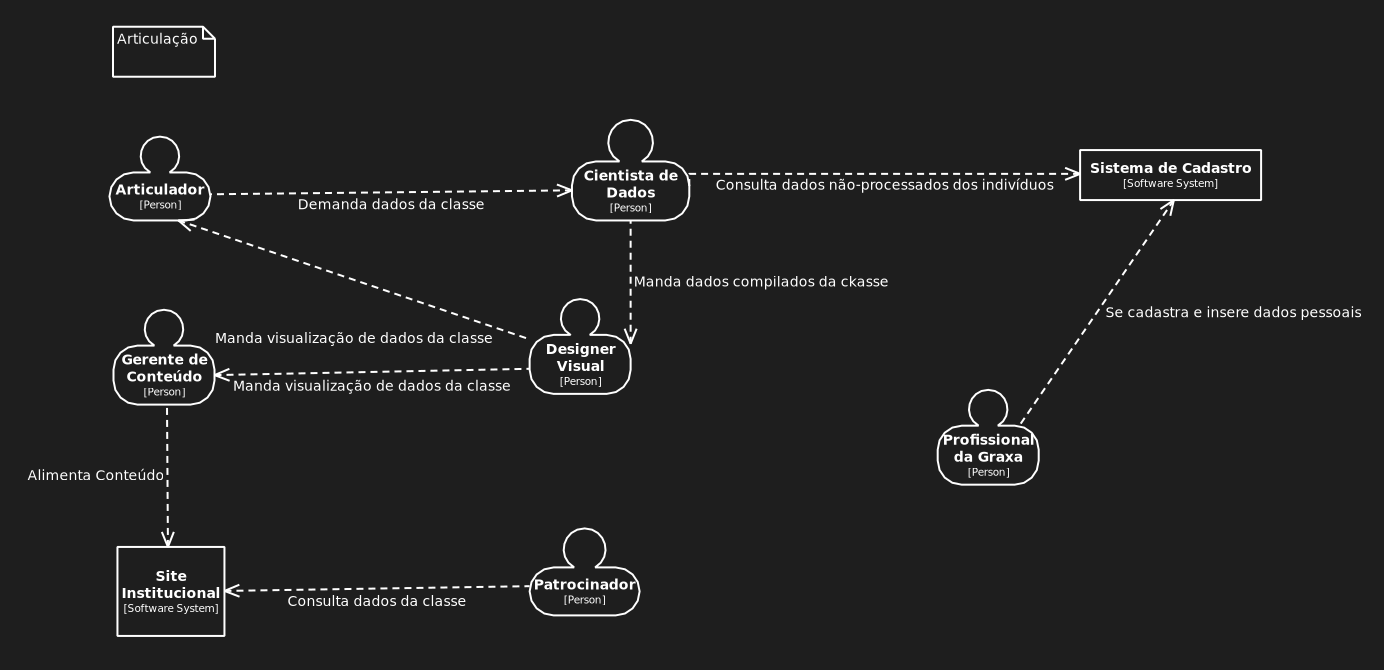 Articulação
Articulador
[Person]
Demanda dados da classe
Cientista de
Dados
[Person]
Consulta dados não-processados dos indivíduos
Sistema de Cadastro
[Software System]
Manda dados compilados da ckasse
Se cadastra e insere dados pessoais
Manda visualização de dados da classe
Gerente de
Conteúdo
[Person]
Manda visualização de dados da classe
Designer
Visual
[Person]
Profissional
da Graxa
[Person]
Alimenta Conteúdo
Site
Institucional
[Software System]
Consulta dados da classe
Patrocinador
[Person]